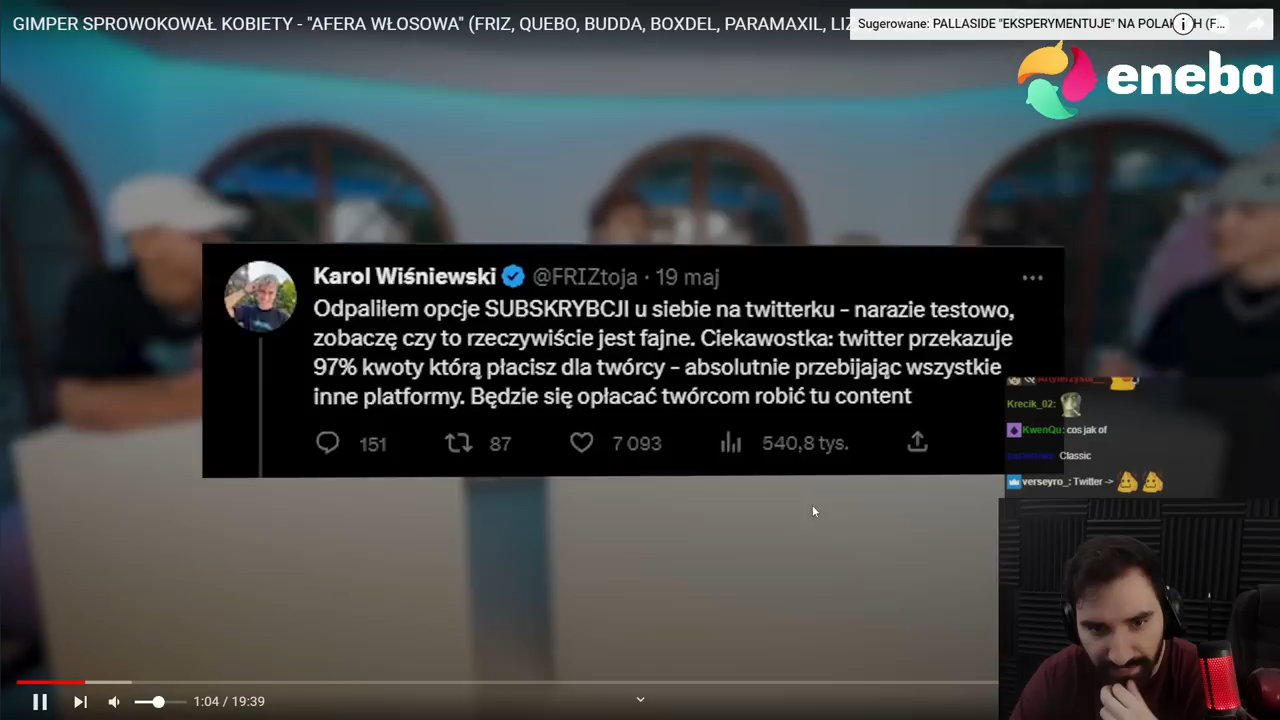 GIMPER SPROWOKOWAŁ KOBIETY - "AFERA WŁOSOWA" (FRIZ, QUEBO, BUDDA, BOXDEL, PARAMAXIL,
Sugerowane: PALLASIDE "EKSPERYMENTUJE" NA (F...
eneba
Karol Wiśniewski @FRIZtoja · 19 maj
Odpaliłem opcje SUBSKRYBCJI u siebie na twitterku - narazie testowo,
zobaczę czy to rzeczywiście jest fajne. Ciekawostka: twitter przekazuje
97% kwoty którą płacisz dla twórcy - absolutnie przebijając wszystkie
inne platformy. Będzie się opłacać twórcom robić tu content
151 87 7 093 540,8 tys.
Krecik_02:
KwenQu: cos jak of
Classic
verseyro_: Twitter ->
1:04 / 19:39